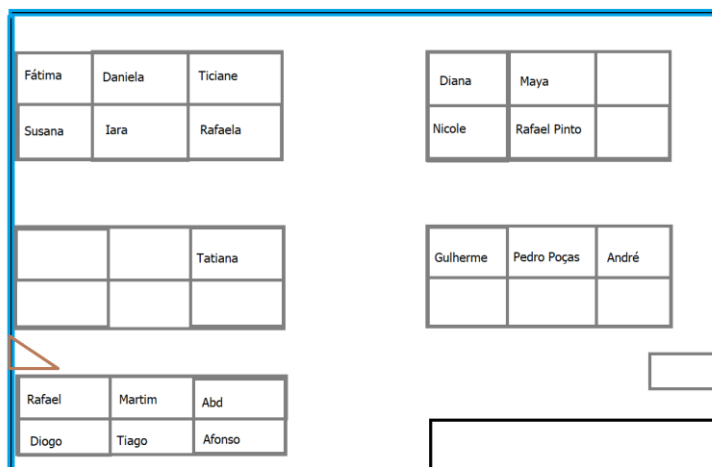 Fátima Daniela Ticiane
Susana Iara Rafaela
Diana Maya
Nicole Rafael Pinto
Tatiana
Gulherme Pedro Poças André
Rafael Martim Abd
Diogo Tiago Afonso